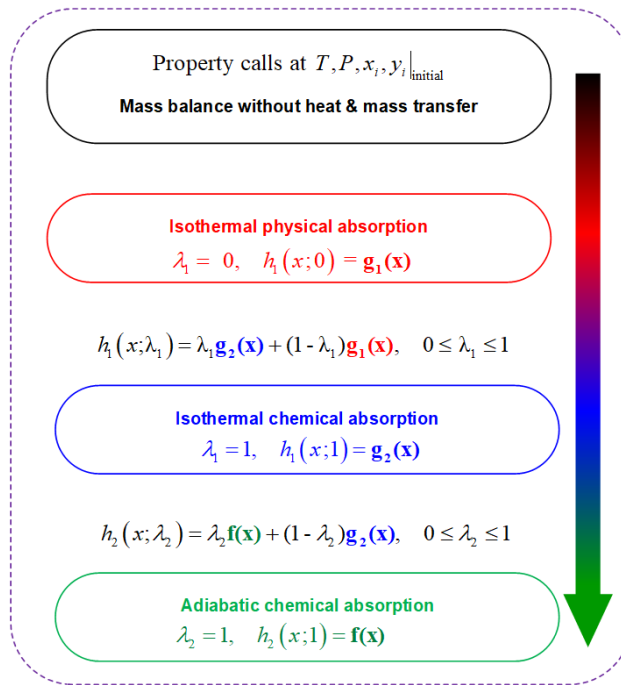 Property calls at T, P, x_i, y_i|_initial
Mass balance without heat & mass transfer
Isothermal physical absorption
λ_1 = 0, h_1(x;0) = g_1(x)
h_1(x;λ_1) = λ_1g_2(x) + (1 - λ_1)g_1(x), 0 ≤ λ_1 ≤ 1
Isothermal chemical absorption
λ_1 = 1, h_1(x;1) = g_2(x)
h_2(x;λ_2) = λ_2f(x) + (1 - λ_2)g_2(x), 0 ≤ λ_2 ≤ 1
Adiabatic chemical absorption
λ_2 = 1, h_2(x;1) = f(x)